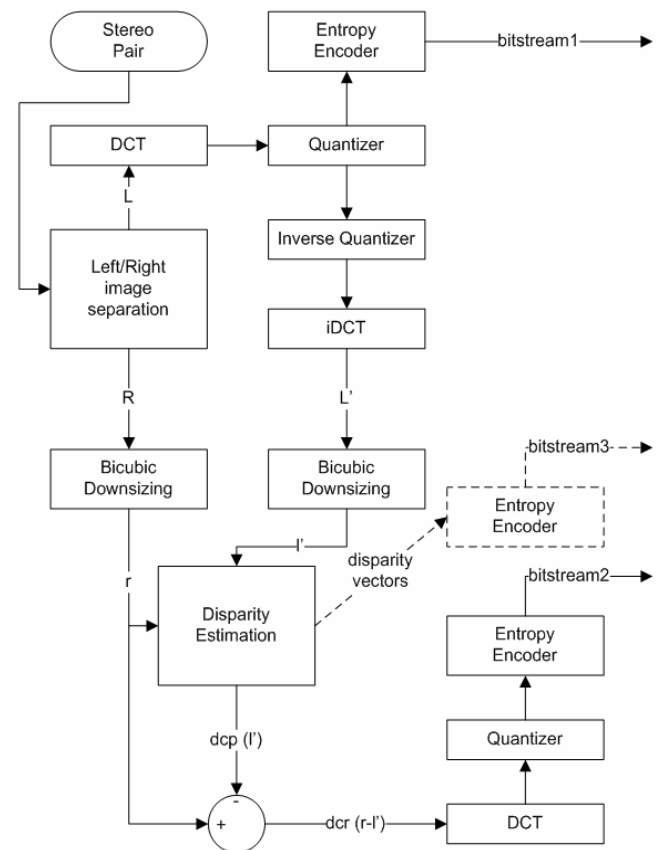 Stereo
Pair
Entropy
Encoder
bitstream1
DCT
Quantizer
L
Inverse Quantizer
Left/Right
image
separation
iDCT
R
L’
bitstream3
Bicubic
Downsizing
Bicubic
Downsizing
Entropy
Encoder
l’
disparity
vectors
r
bitstream2
Disparity
Estimation
Entropy
Encoder
dcp (l’)
Quantizer
-
+
dcr (r-l’)
DCT